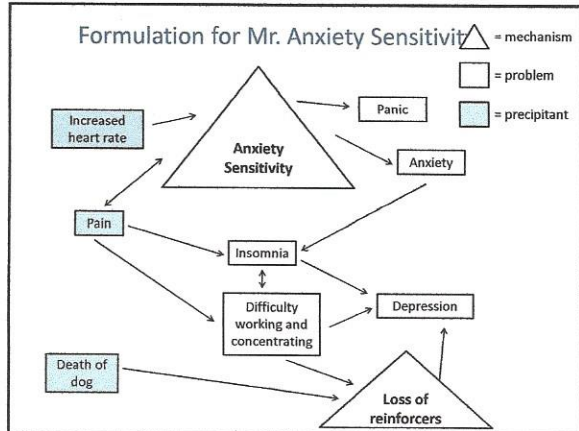 Formulation for Mr. Anxiety Sensitivit
= mechanism
= problem
= precipitant
Increased
heart rate
Panic
Anxiety
Sensitivity
Anxiety
Pain
Insomnia
Difficulty
working and
concentrating
Depression
Death of
dog
Loss of
reinforcers